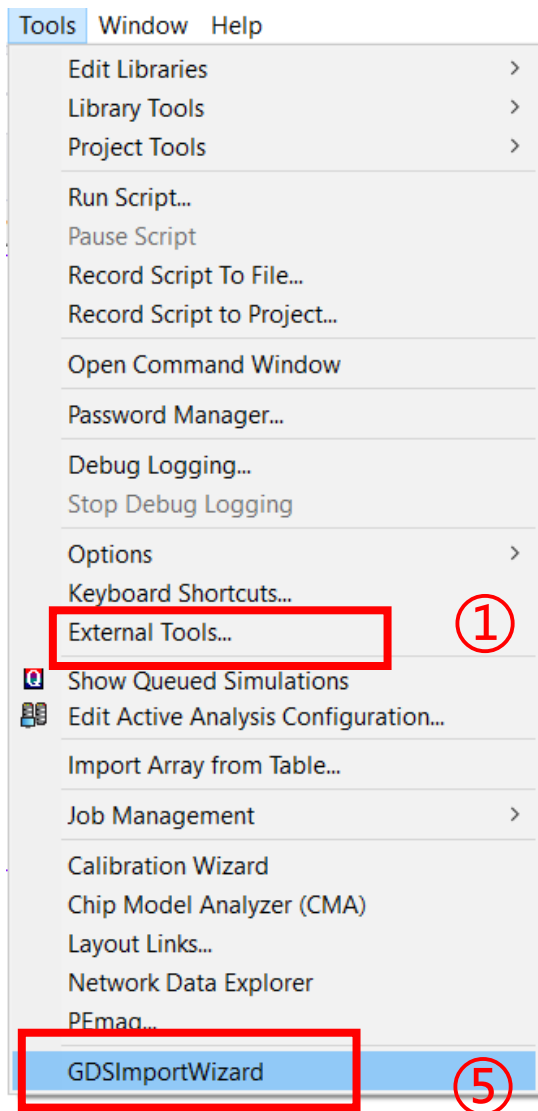 Tools Window Help
Edit Libraries >
Library Tools >
Project Tools >
Run Script...
Pause Script
Record Script To File...
Record Script to Project...
Open Command Window
Password Manager...
Debug Logging...
Stop Debug Logging
Options >
Keyboard Shortcuts...
External Tools... ①
Show Queued Simulations
Edit Active Analysis Configuration...
Import Array from Table...
Job Management >
Calibration Wizard
Chip Model Analyzer (CMA)
Layout Links...
Network Data Explorer
PEmag...
GDSImportWizard ⑤